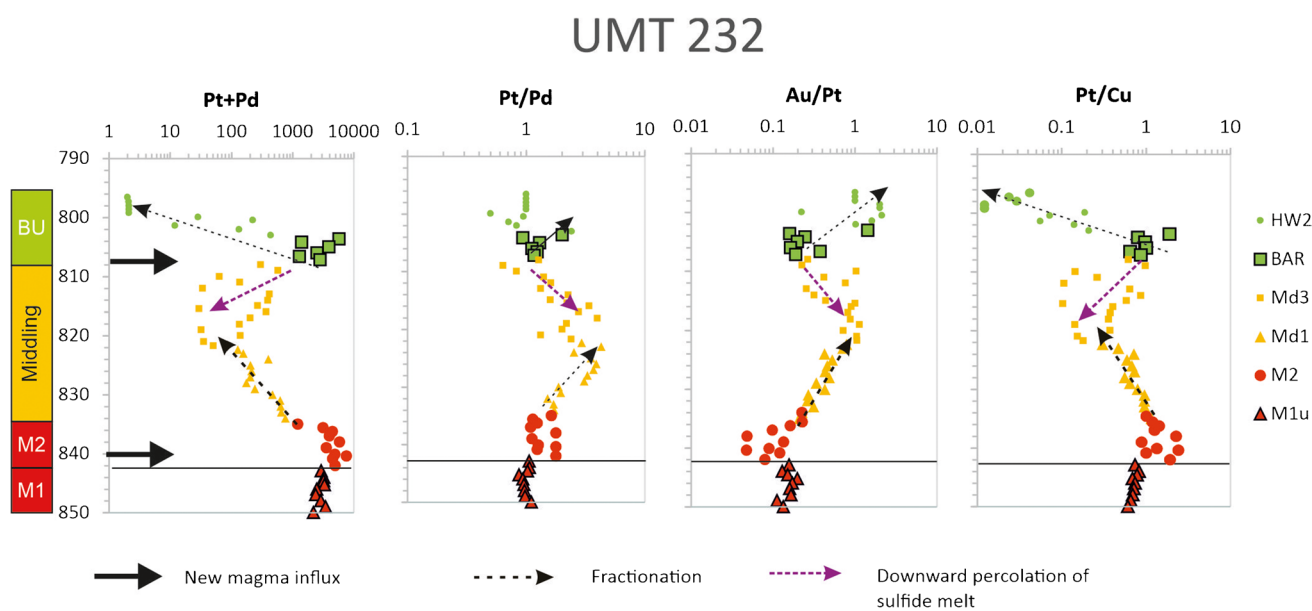 UMT 232
Pt+Pd
Pt/Pd
Au/Pt
Pt/Cu
1 10 100 1000 10000
0.1 1 10
0.01 0.1 1 10
0.01 0.1 1 10
790
800
810
820
830
840
850
BU
Middling
M2
M1
HW2
BAR
Md3
Md1
M2
M1u
New magma influx
Fractionation
Downward percolation of
sulfide melt